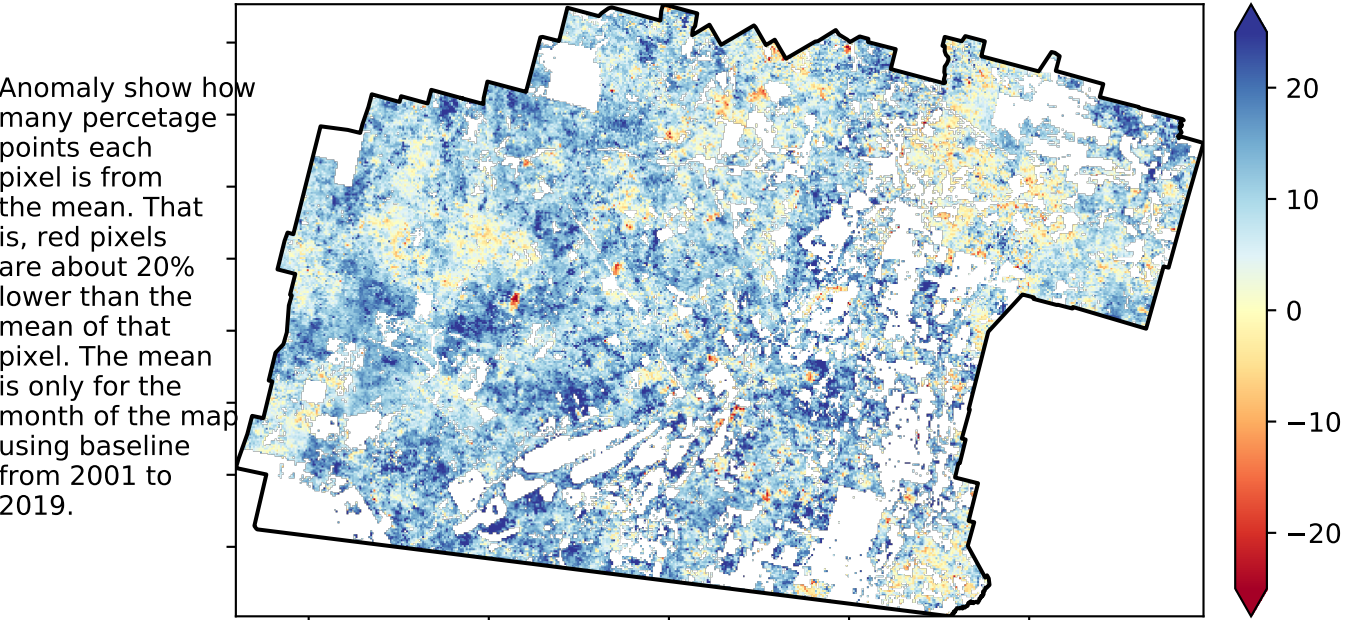 Anomaly show how
many percetage
points each
pixel is from
the mean. That
is, red pixels
are about 20%
lower than the
mean of that
pixel. The mean
is only for the
month of the map
using baseline
from 2001 to
2019.
20
10
0
−10
−20